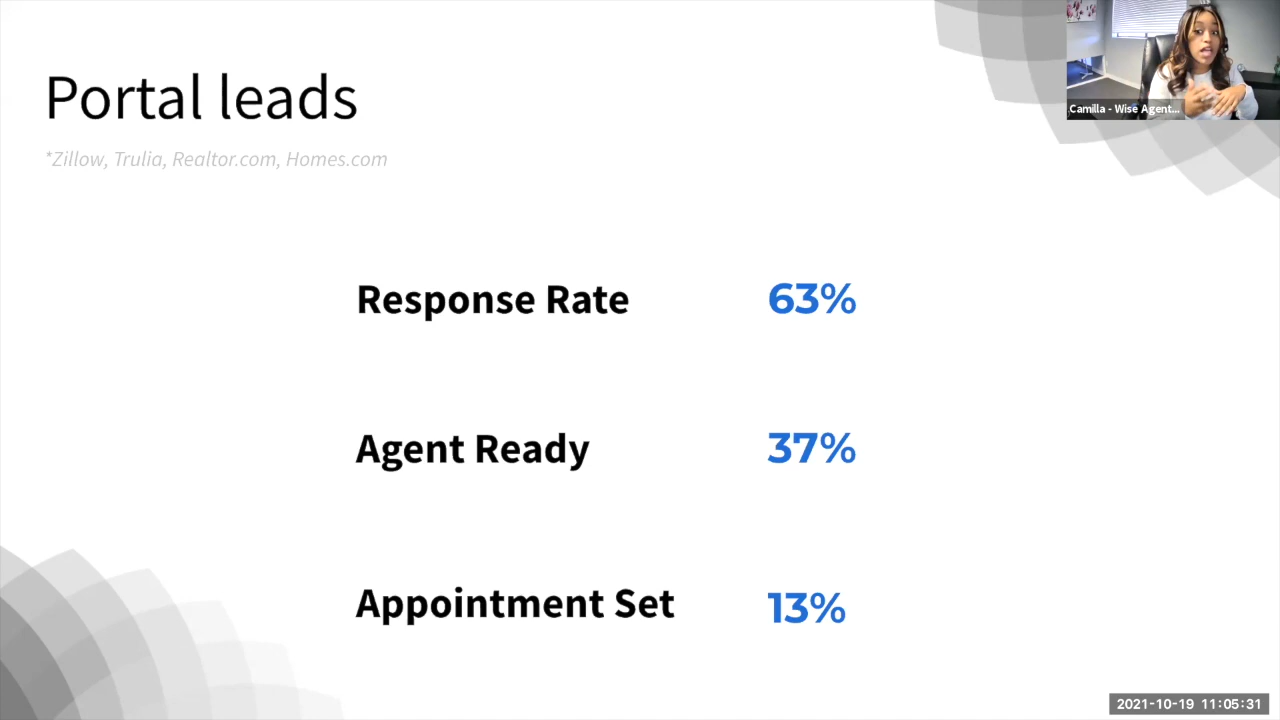 Portal leads
*Zillow, Trulia, Realtor.com, Homes.com
Camilla - Wise Agent...
Response Rate 63%
Agent Ready 37%
Appointment Set 13%
2021-10-19 11:05:31